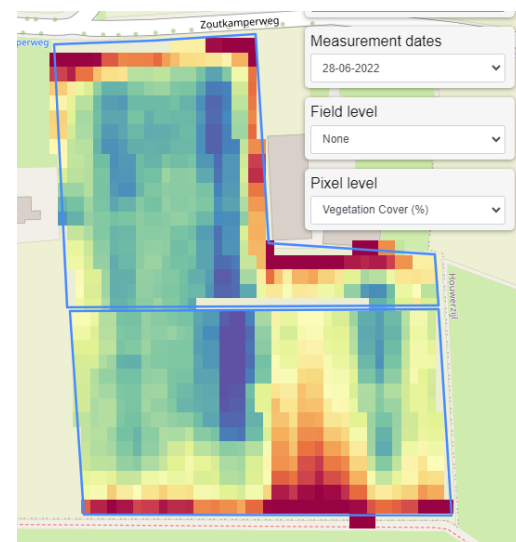 Zoutkamperweg
perweg
Measurement dates
28-06-2022
Field level
None
Pixel level
Vegetation Cover (%)
Houwerzijl